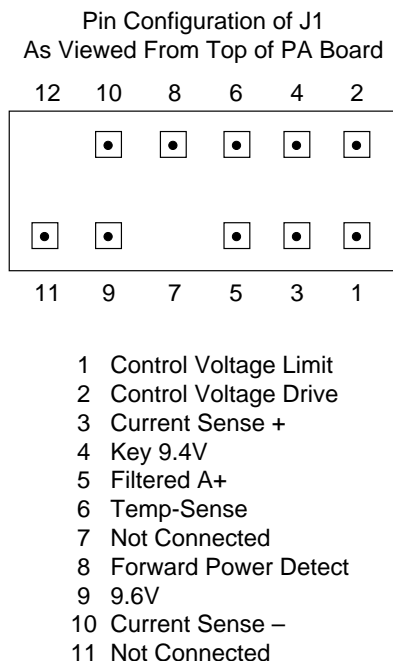 Pin Configuration of J1
As Viewed From Top of PA Board
12 10 8 6 4 2
11 9 7 5 3 1
1 Control Voltage Limit
2 Control Voltage Drive
3 Current Sense +
4 Key 9.4V
5 Filtered A+
6 Temp-Sense
7 Not Connected
8 Forward Power Detect
9 9.6V
10 Current Sense –
11 Not Connected